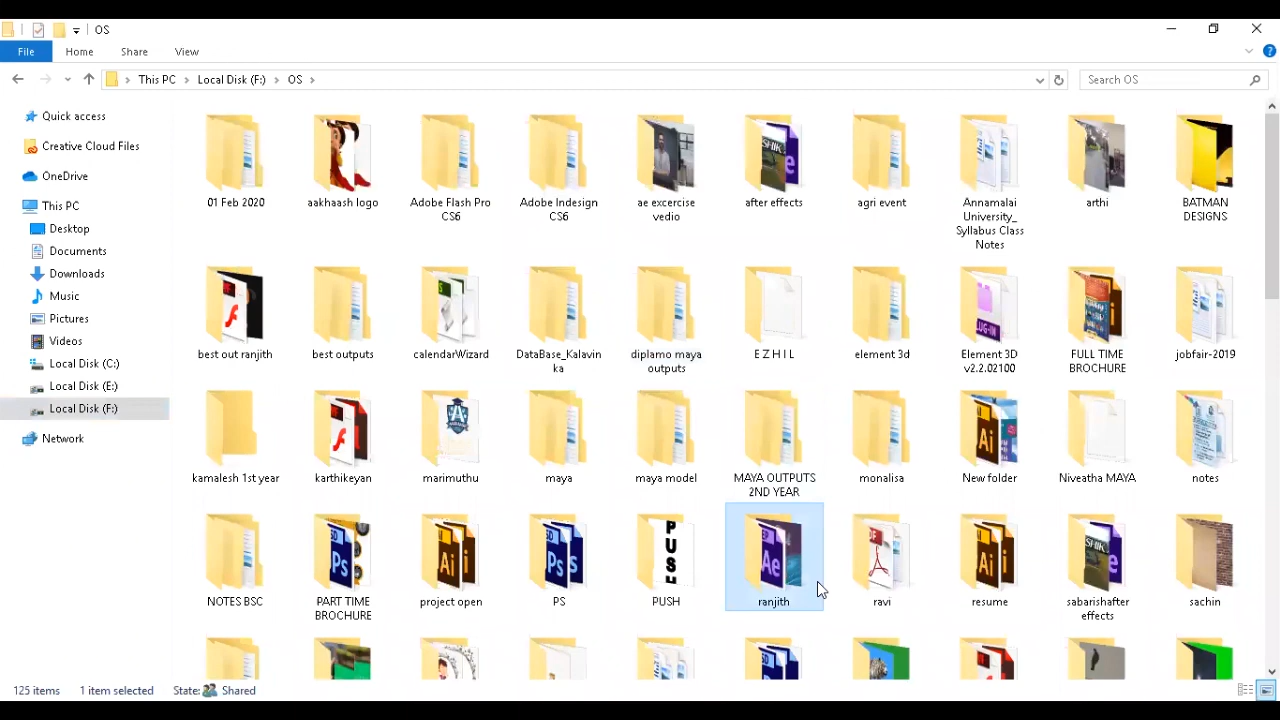 OS
File Home Share View
This PC Local Disk (F:) OS
Search OS
Quick access
Creative Cloud Files
OneDrive
This PC
Desktop
Documents
Downloads
Music
Pictures
Videos
Local Disk (C:)
Local Disk (E:)
Local Disk (F:)
Network
01 Feb 2020
aakhaash logo
Adobe Flash Pro
CS6
Adobe Indesign
CS6
ae excercise
vedio
after effects
agri event
Annamalai
University_
Syllabus Class
Notes
arthi
BATMAN
DESIGNS
best out ranjith
best outputs
calendarWizard
DataBase_Kalavin
ka
diplamo maya
outputs
E Z H I L
element 3d
Element 3D
v2.2.02100
FULL TIME
BROCHURE
jobfair-2019
kamalesh 1st year
karthikeyan
marimuthu
maya
maya model
MAYA OUTPUTS
2ND YEAR
monalisa
New folder
Niveatha MAYA
notes
NOTES BSC
PART TIME
BROCHURE
project open
PS
PUSH
ranjith
ravi
resume
sabarishafter
effects
sachin
125 items 1 item selected State: Shared